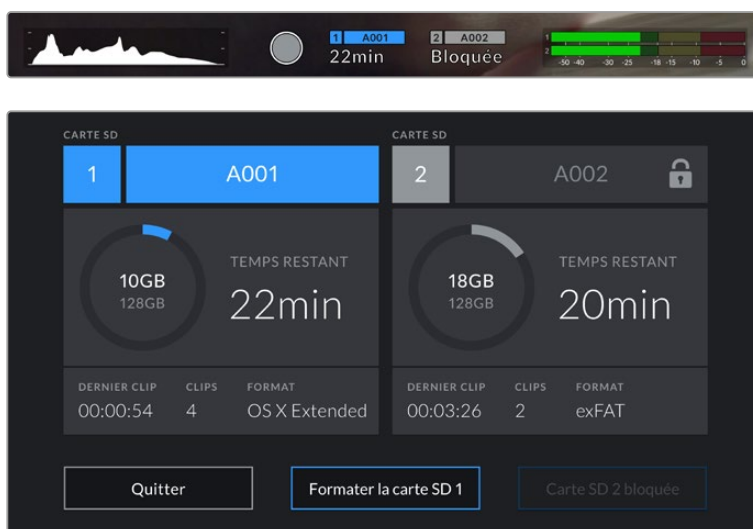 1 A001
22min
2 A002
Bloquée
1
2
-50 -40 -30 -25 -18 -15 -10 -5 0
CARTE SD
1 A001
10GB
128GB
TEMPS RESTANT
22min
DERNIER CLIP CLIPS FORMAT
00:00:54 4 OS X Extended
CARTE SD
2 A002
18GB
128GB
TEMPS RESTANT
20min
DERNIER CLIP CLIPS FORMAT
00:03:26 2 exFAT
Quitter
Formater la carte SD 1
Carte SD 2 bloquée